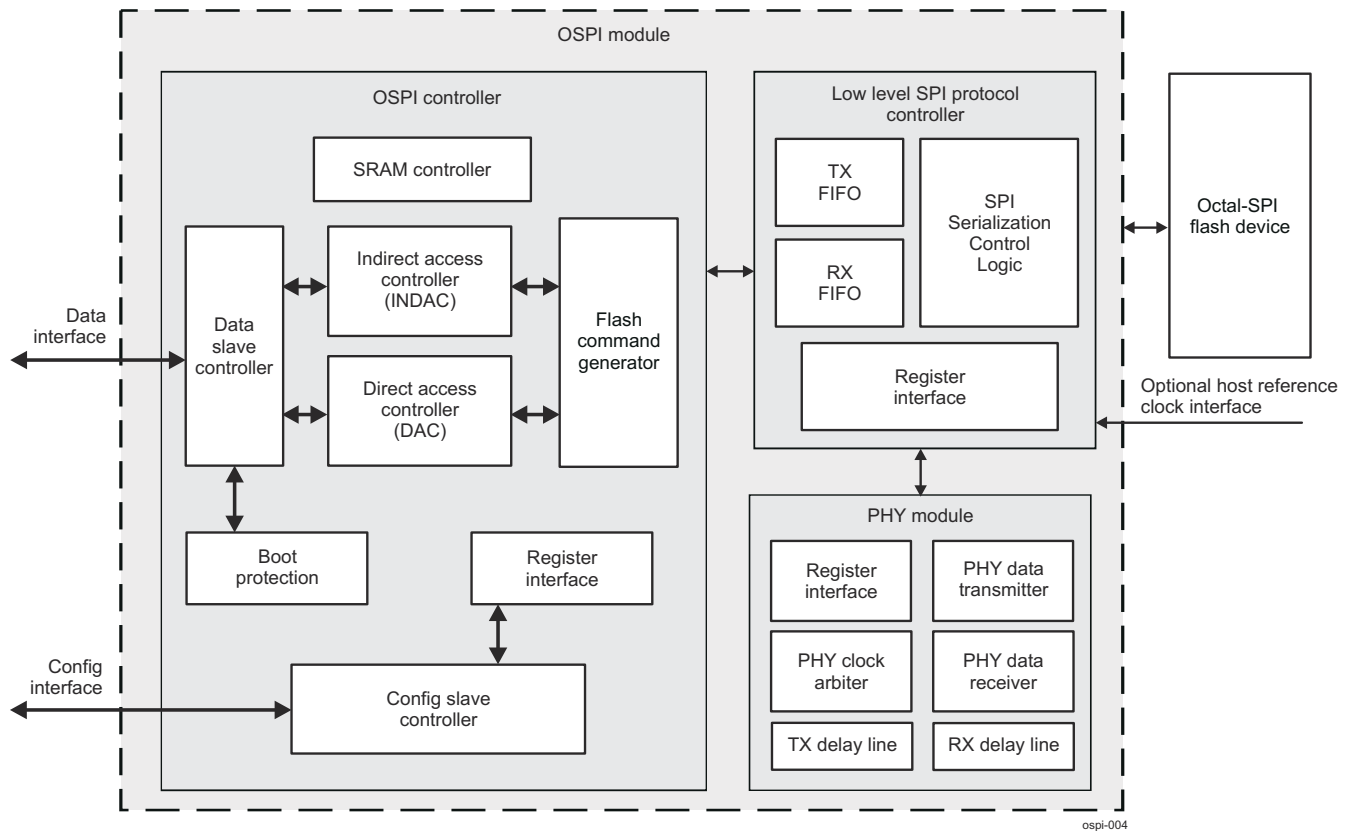 OSPI module
OSPI controller
SRAM controller
Indirect access
controller
(INDAC)
Data
slave
controller
Flash
command
generator
Direct access
controller
(DAC)
Data
interface
Boot
protection
Register
interface
Config
interface
Config slave
controller
Low level SPI protocol
controller
TX
FIFO
SPI
Serialization
Control
Logic
RX
FIFO
Register
interface
Octal-SPI
flash device
Optional host reference
clock interface
PHY module
Register
interface
PHY data
transmitter
PHY clock
arbiter
PHY data
receiver
TX delay line
RX delay line
ospi-004